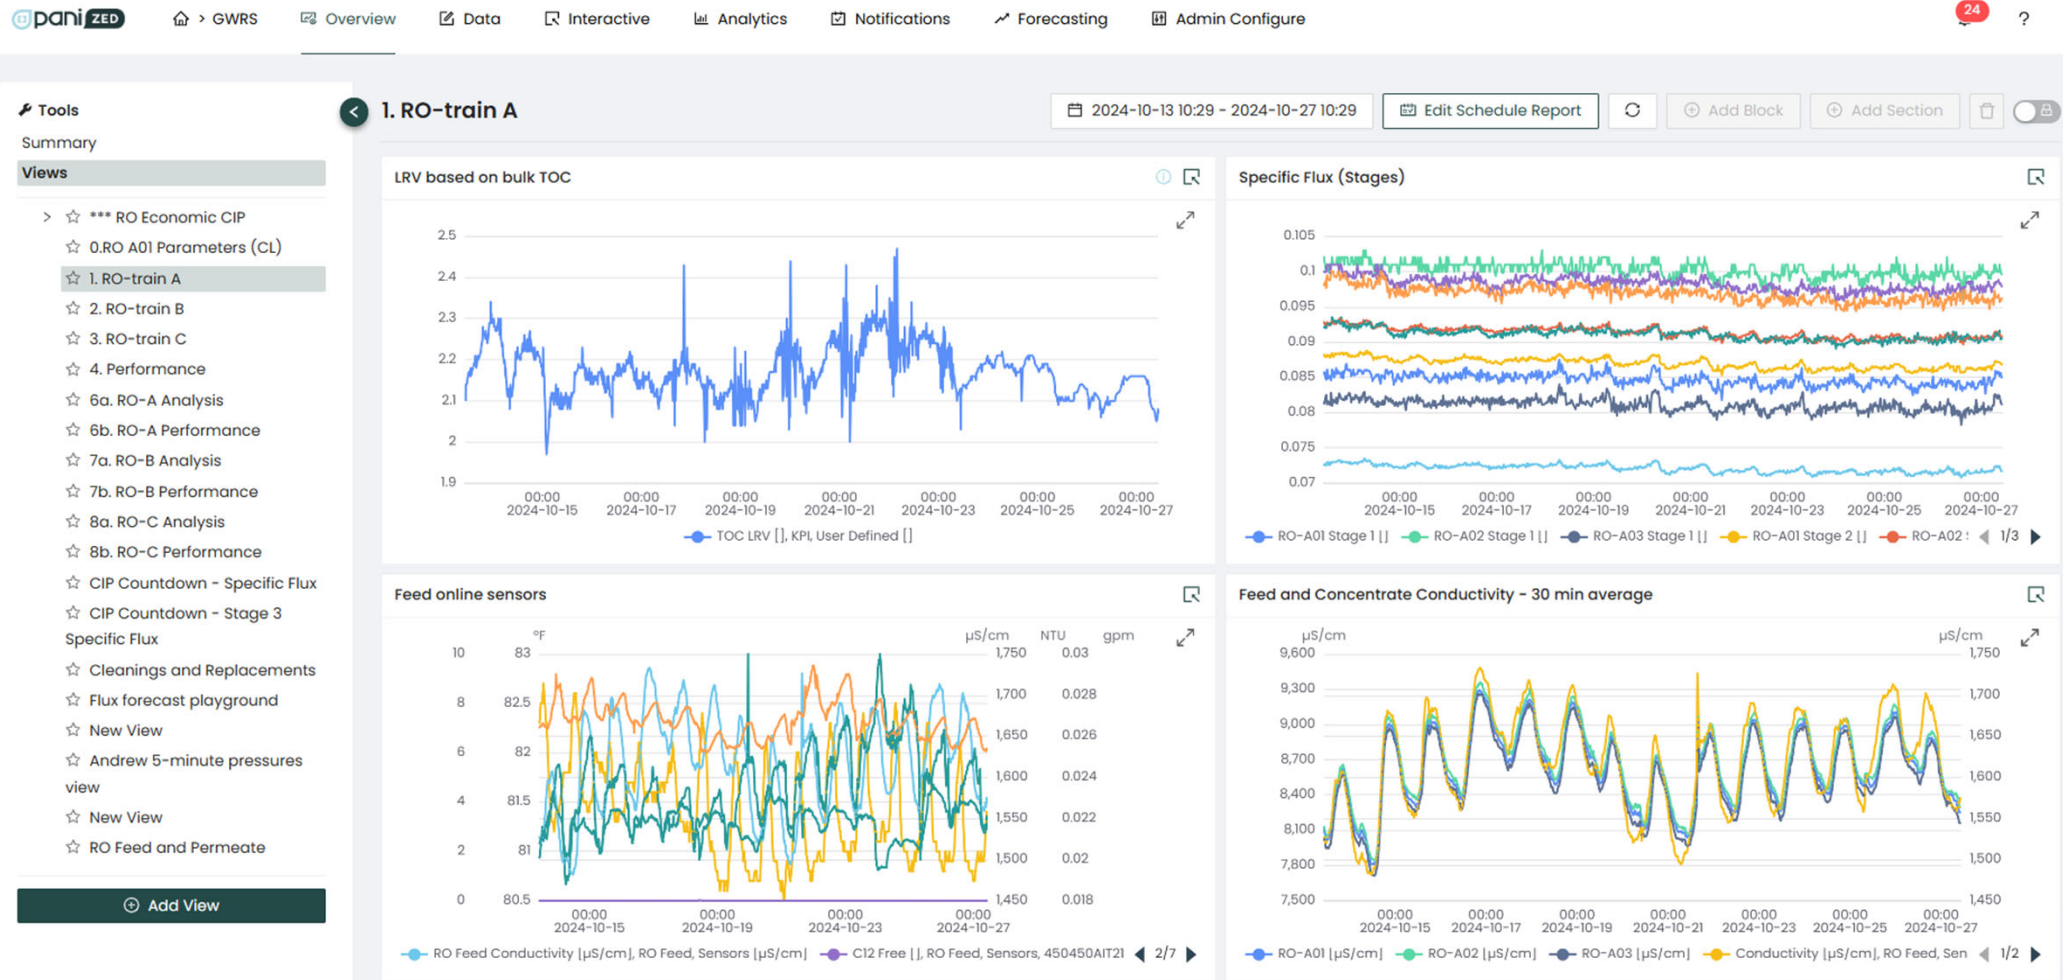 pani ZED
> GWRS
Overview
Data
Interactive
Analytics
Notifications
Forecasting
Admin Configure
24
?
Tools
Summary
Views
*** RO Economic CIP
0.RO A01 Parameters (CL)
1. RO-train A
2. RO-train B
3. RO-train C
4. Performance
6a. RO-A Analysis
6b. RO-A Performance
7a. RO-B Analysis
7b. RO-B Performance
8a. RO-C Analysis
8b. RO-C Performance
CIP Countdown - Specific Flux
CIP Countdown - Stage 3
Specific Flux
Cleanings and Replacements
Flux forecast playground
New View
Andrew 5-minute pressures
view
New View
RO Feed and Permeate
Add View
1. RO-train A
2024-10-13 10:29 - 2024-10-27 10:29
Edit Schedule Report
Add Block
Add Section
LRV based on bulk TOC
2.5
2.4
2.3
2.2
2.1
2
1.9
00:00 00:00 00:00 00:00 00:00 00:00 00:00
2024-10-15 2024-10-17 2024-10-19 2024-10-21 2024-10-23 2024-10-25 2024-10-27
TOC LRV [], KPI, User Defined []
Specific Flux (Stages)
0.105
0.1
0.095
0.09
0.085
0.08
0.075
0.07
00:00 00:00 00:00 00:00 00:00 00:00 00:00
2024-10-15 2024-10-17 2024-10-19 2024-10-21 2024-10-23 2024-10-25 2024-10-27
RO-A01 Stage 1 [] RO-A02 Stage 1 [] RO-A03 Stage 1 [] RO-A01 Stage 2 [] RO-A02 1/3
Feed online sensors
°F µS/cm NTU gpm
10 83 1,750 0.03
8 82.5 1,700 0.028
1,650 0.026
6 82
1,600 0.024
4 81.5
1,550 0.022
2 81 1,500 0.02
0 80.5 1,450 0.018
00:00 00:00 00:00 00:00
2024-10-15 2024-10-19 2024-10-23 2024-10-27
RO Feed Conductivity [µS/cm], RO Feed, Sensors [µS/cm] C12 Free [], RO Feed, Sensors, 450450AIT21 2/7
Feed and Concentrate Conductivity - 30 min average
µS/cm µS/cm
9,600 1,750
9,300 1,700
9,000 1,650
8,700 1,600
8,400
8,100 1,550
7,800 1,500
7,500 1,450
00:00 00:00 00:00 00:00 00:00 00:00 00:00
2024-10-15 2024-10-17 2024-10-19 2024-10-21 2024-10-23 2024-10-25 2024-10-27
RO-A01 [µS/cm] RO-A02 [µS/cm] RO-A03 [µS/cm] Conductivity [µS/cm], RO Feed, Sen 1/2